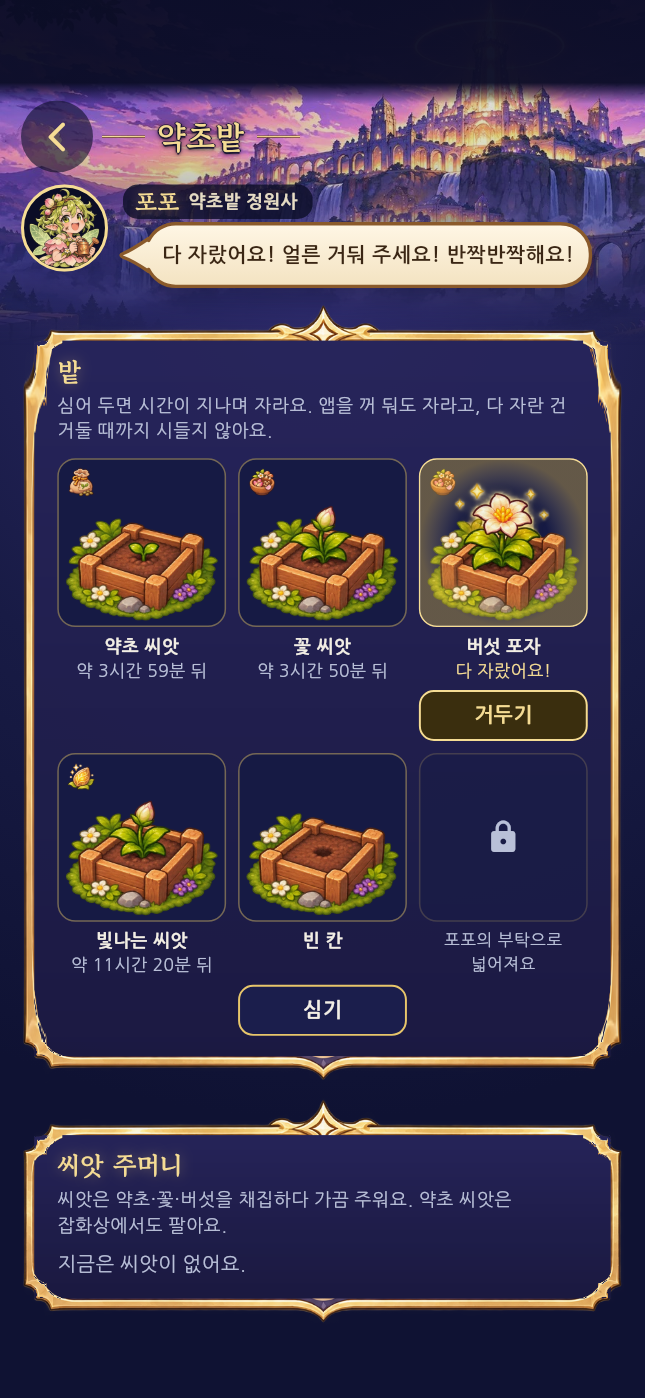 약초밭
포포 약초밭 정원사
다 자랐어요! 얼른 거둬 주세요! 반짝반짝해요!
밭
심어 두면 시간이 지나며 자라요. 앱을 꺼 둬도 자라고, 다 자란 건
거둘 때까지 시들지 않아요.
약초 씨앗
약 3시간 59분 뒤
꽃 씨앗
약 3시간 50분 뒤
버섯 포자
다 자랐어요!
거두기
빛나는 씨앗
약 11시간 20분 뒤
빈 칸
심기
포포의 부탁으로
넓어져요
씨앗 주머니
씨앗은 약초·꽃·버섯을 채집하다 가끔 주워요. 약초 씨앗은
잡화상에서도 팔아요.
지금은 씨앗이 없어요.